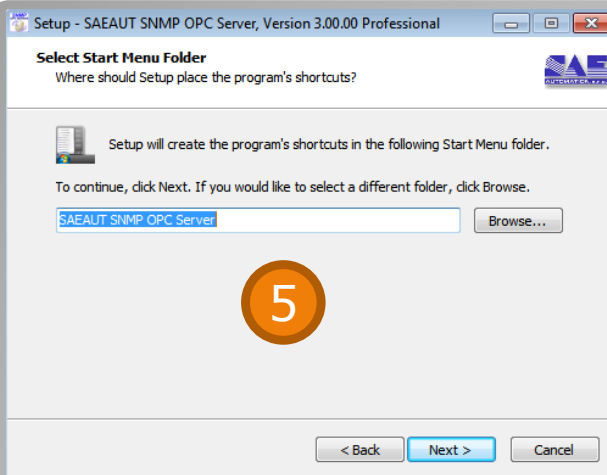 Setup - SAEAUT SNMP OPC Server, Version 3.00.00 Professional
Select Start Menu Folder
Where should Setup place the program's shortcuts?
SAE
AUTOMATION, s.r.o.
Setup will create the program's shortcuts in the following Start Menu folder.
To continue, click Next. If you would like to select a different folder, click Browse.
SAEAUT SNMP OPC Server
Browse...
5
< Back
Next >
Cancel